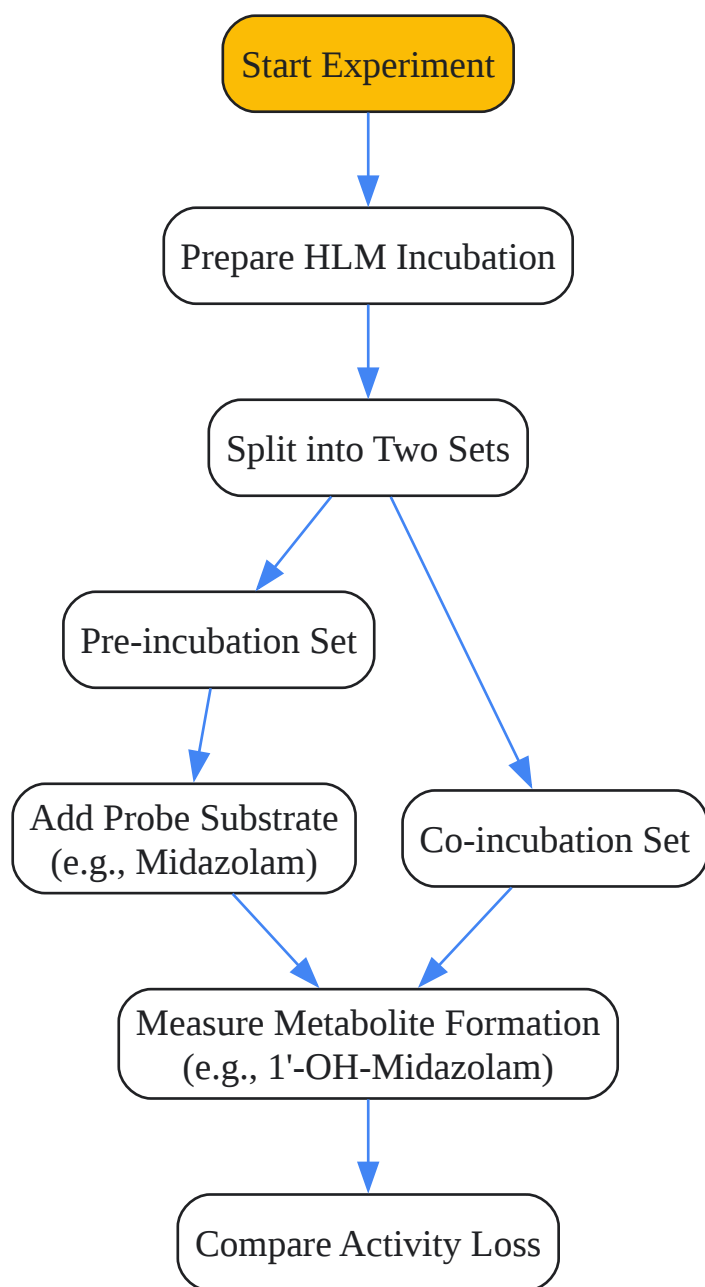 Start Experiment
Prepare HLM Incubation
Split into Two Sets
Pre-incubation Set
Add Probe Substrate
(e.g., Midazolam)
Co-incubation Set
Measure Metabolite Formation
(e.g., 1'-OH-Midazolam)
Compare Activity Loss